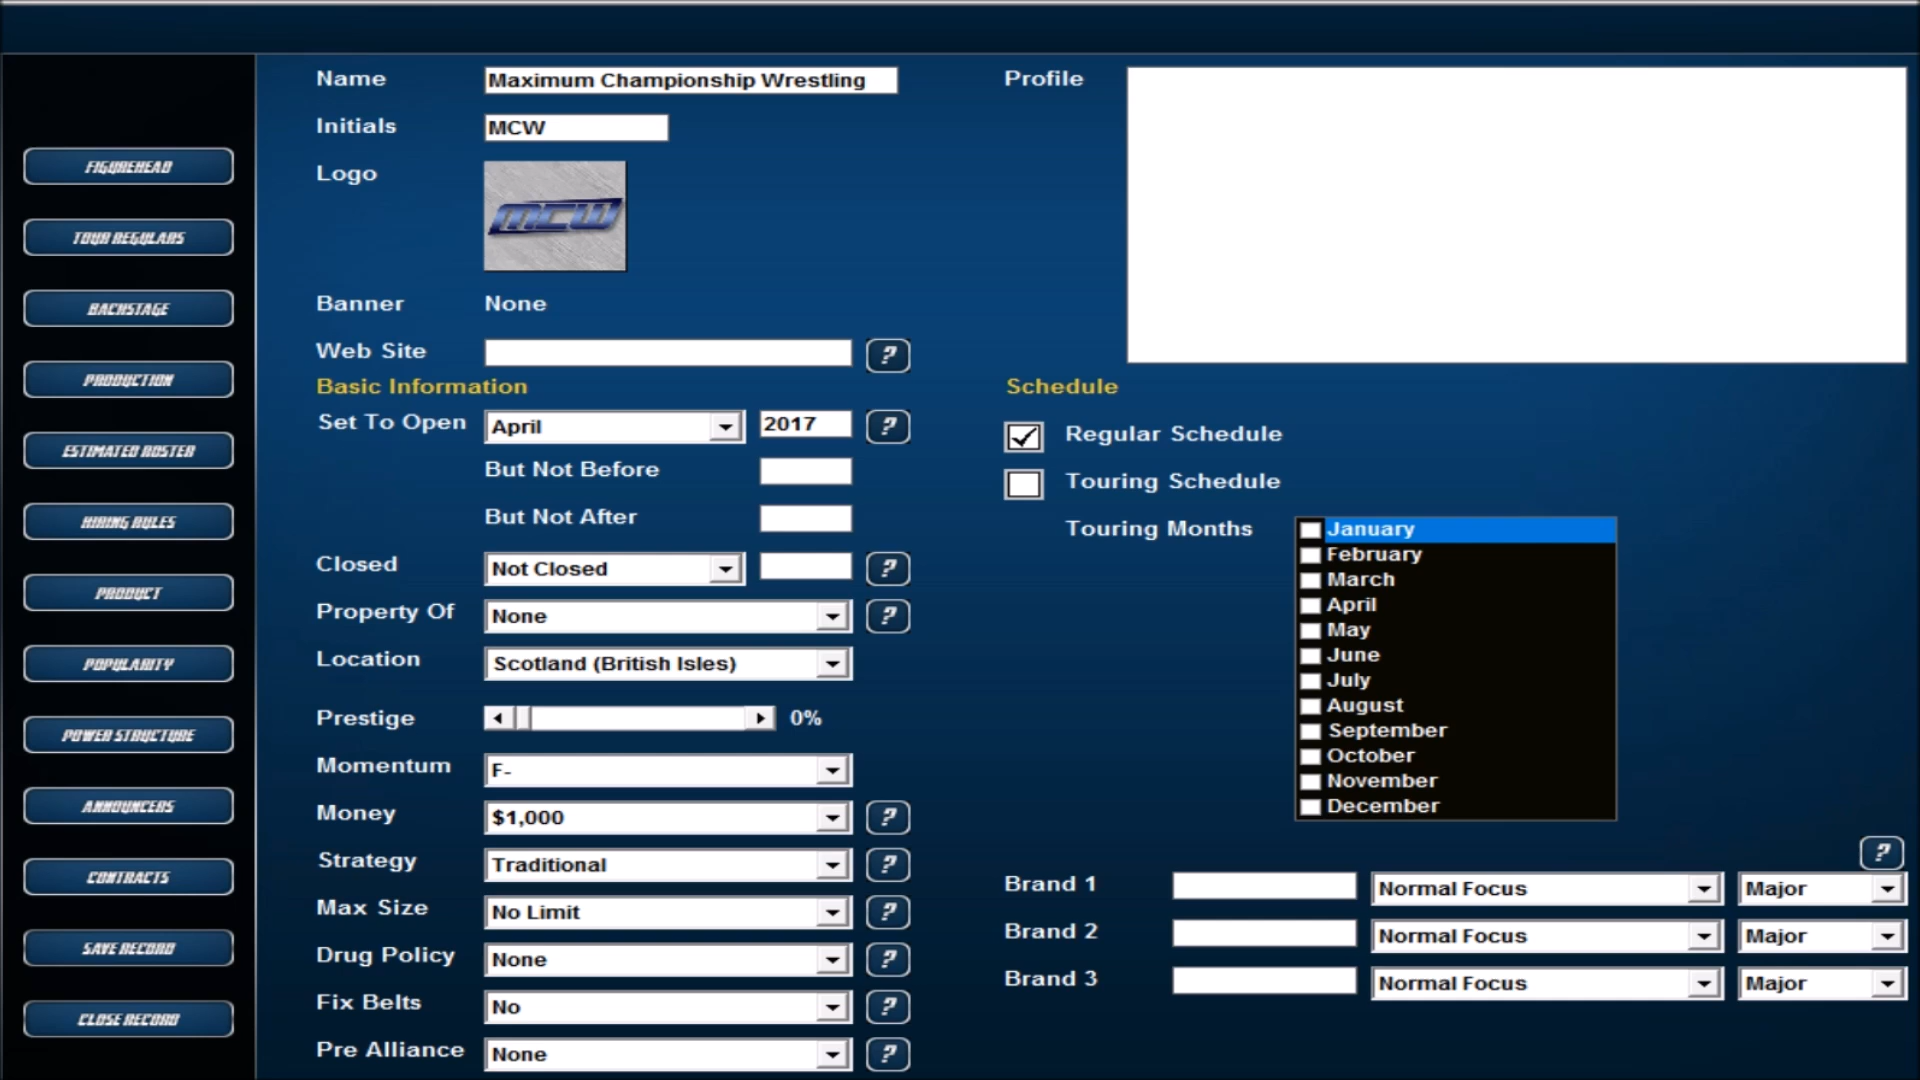 FIGUREHEAD
TOUR REGULARS
BACKSTAGE
PRODUCTION
ESTIMATED ROSTER
HIRING RULES
PRODUCT
POPULARITY
POWER STRUCTURE
ANNOUNCERS
CONTRACTS
SAVE RECORD
CLOSE RECORD
Name Maximum Championship Wrestling
Initials MCW
Logo MCW
Banner None
Web Site ?
Basic Information
Set To Open April 2017 ?
But Not Before
But Not After
Closed Not Closed ?
Property Of None ?
Location Scotland (British Isles)
Prestige 0%
Momentum F-
Money $1,000 ?
Strategy Traditional ?
Max Size No Limit ?
Drug Policy None ?
Fix Belts No ?
Pre Alliance None ?
Profile
Schedule
Regular Schedule
Touring Schedule
Touring Months
January
February
March
April
May
June
July
August
September
October
November
December
?
Brand 1 Normal Focus Major
Brand 2 Normal Focus Major
Brand 3 Normal Focus Major